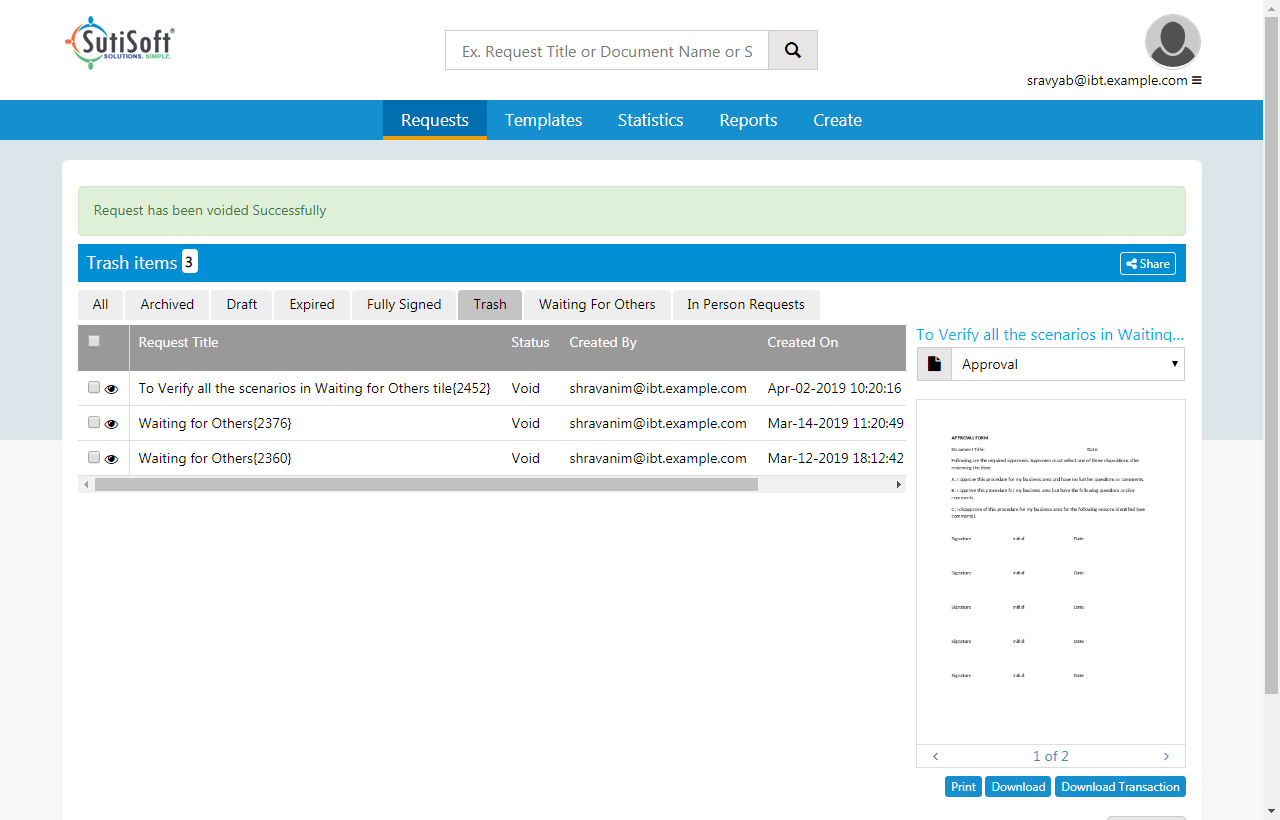 SutiSoft®
SOLUTIONS. SIMPLE.
Ex. Request Title or Document Name or S
sravyab@ibt.example.com
Requests Templates Statistics Reports Create
Request has been voided Successfully
Trash items 3
Share
All Archived Draft Expired Fully Signed Trash Waiting For Others In Person Requests
Request Title Status Created By Created On
To Verify all the scenarios in Waiting for Others tile{2452} Void shravanim@ibt.example.com Apr-02-2019 10:20:16
Waiting for Others{2376} Void shravanim@ibt.example.com Mar-14-2019 11:20:49
Waiting for Others{2360} Void shravanim@ibt.example.com Mar-12-2019 18:12:42
To Verify all the scenarios in Waiting...
Approval
APPROVAL FORM
Document Title: Date:
Following are the required approvers. Approvers must select one of three dispositions after
reviewing the item:
A. I approve this procedure for my business area and have no further questions or comments.
B. I approve this procedure for my business area but have the following questions and/or
comments.
C. I disapprove of this procedure for my business area for the following reasons identified (see
comments).
Signature Initial Date
Signature Initial Date
Signature Initial Date
Signature Initial Date
Signature Initial Date
1 of 2
Print Download Download Transaction